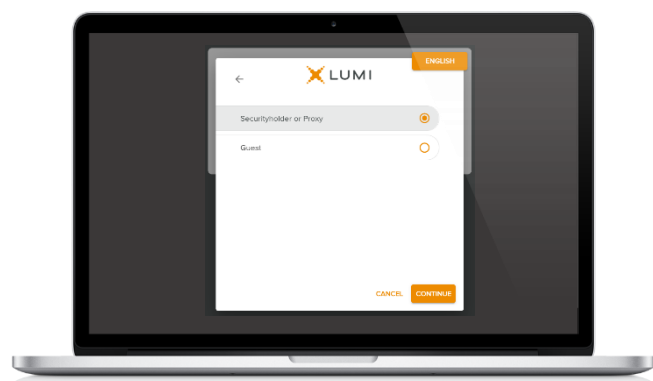 ENGLISH
LUMI
Securityholder or Proxy
Guest
CANCEL
CONTINUE